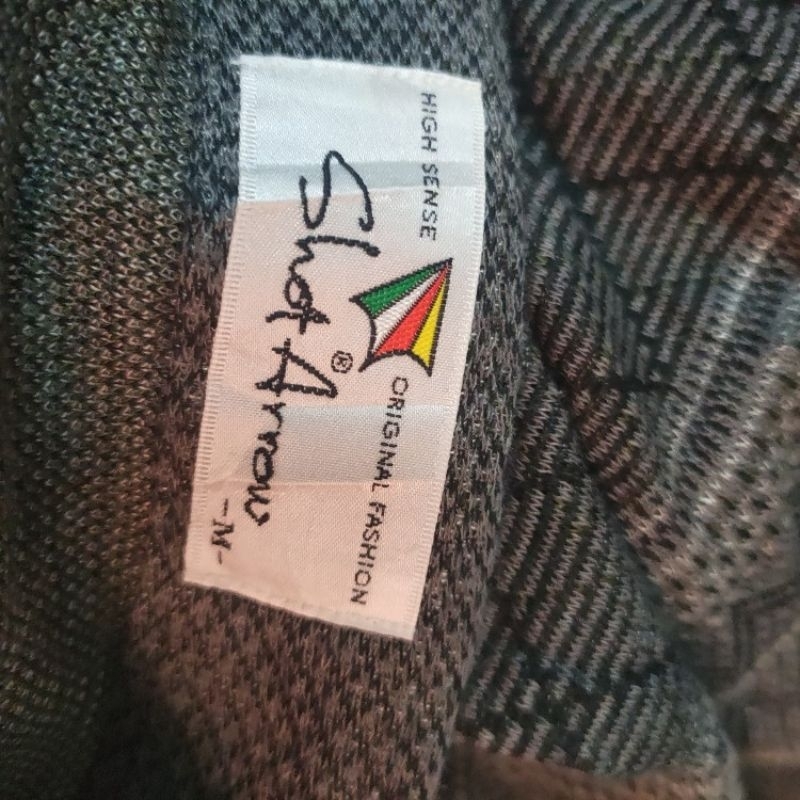 HIGH SENSE ORIGINAL FASHION
Shot Arrow ®
-M-